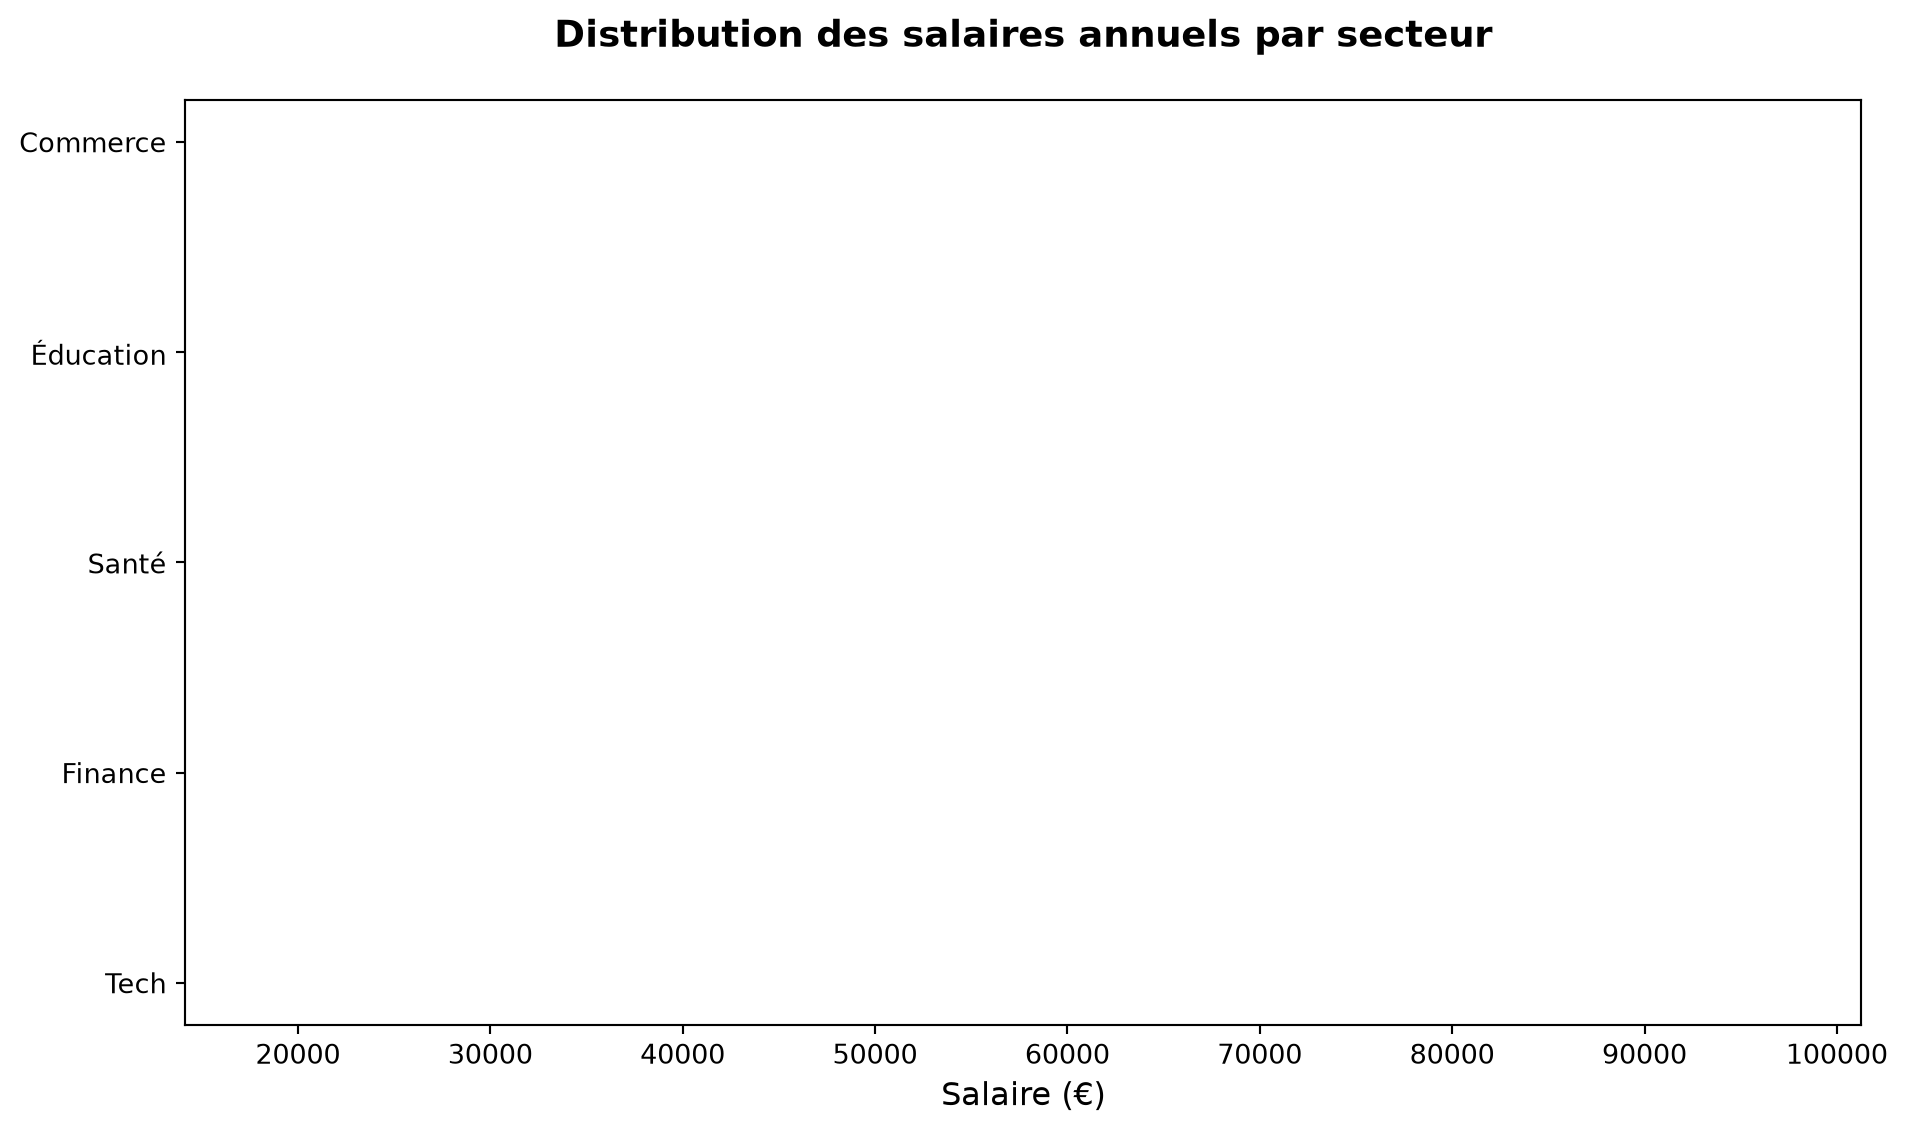 Distribution des salaires annuels par secteur
Commerce
Éducation
Santé
Finance
Tech
20000 30000 40000 50000 60000 70000 80000 90000 100000
Salaire (€)